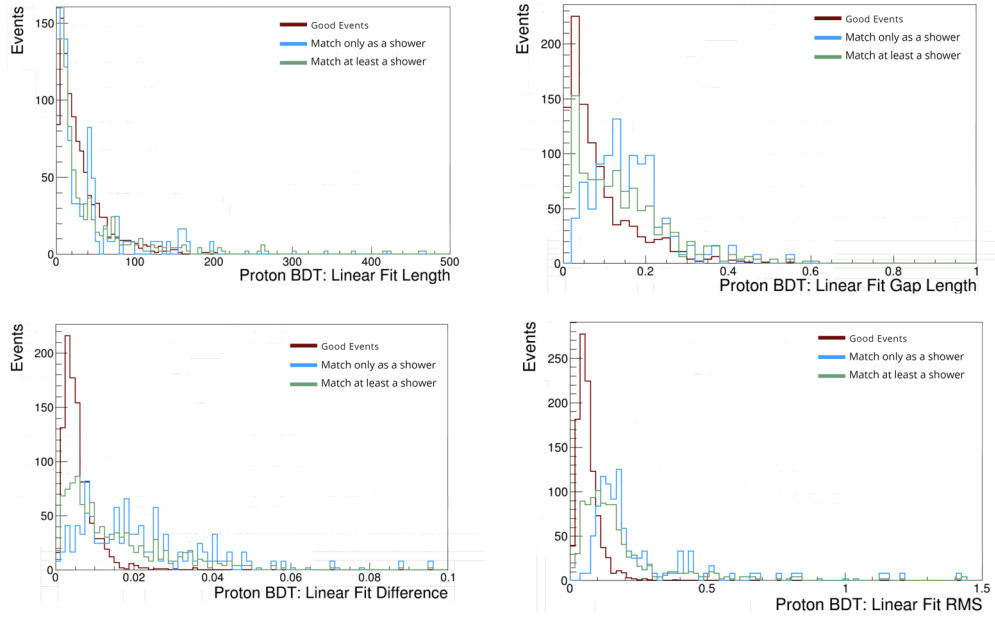 Events
160
100
50
0
0
100
200
300
400
500
Good Events
Match only as a shower
Match at least a shower
Proton BDT: Linear Fit Length
Events
200
150
100
50
0
0
0.2
0.4
0.6
0.8
1
Good Events
Match only as a shower
Match at least a shower
Proton BDT: Linear Fit Gap Length
Events
200
150
100
50
0
0
0.02
0.04
0.06
0.08
0.1
Good Events
Match only as a shower
Match at least a shower
Proton BDT: Linear Fit Difference
Events
250
200
150
100
50
0
0
0.5
1
1.5
Good Events
Match only as a shower
Match at least a shower
Proton BDT: Linear Fit RMS